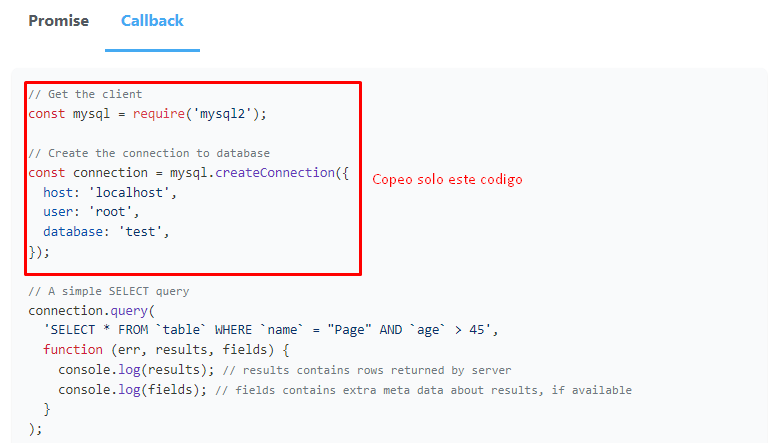 Promise Callback
// Get the client
const mysql = require('mysql2');
// Create the connection to database
const connection = mysql.createConnection({
  host: 'localhost',
  user: 'root',
  database: 'test',
});
Copeo solo este codigo
// A simple SELECT query
connection.query(
  'SELECT * FROM `table` WHERE `name` = "Page" AND `age` > 45',
  function (err, results, fields) {
    console.log(results); // results contains rows returned by server
    console.log(fields); // fields contains extra meta data about results, if available
  }
);